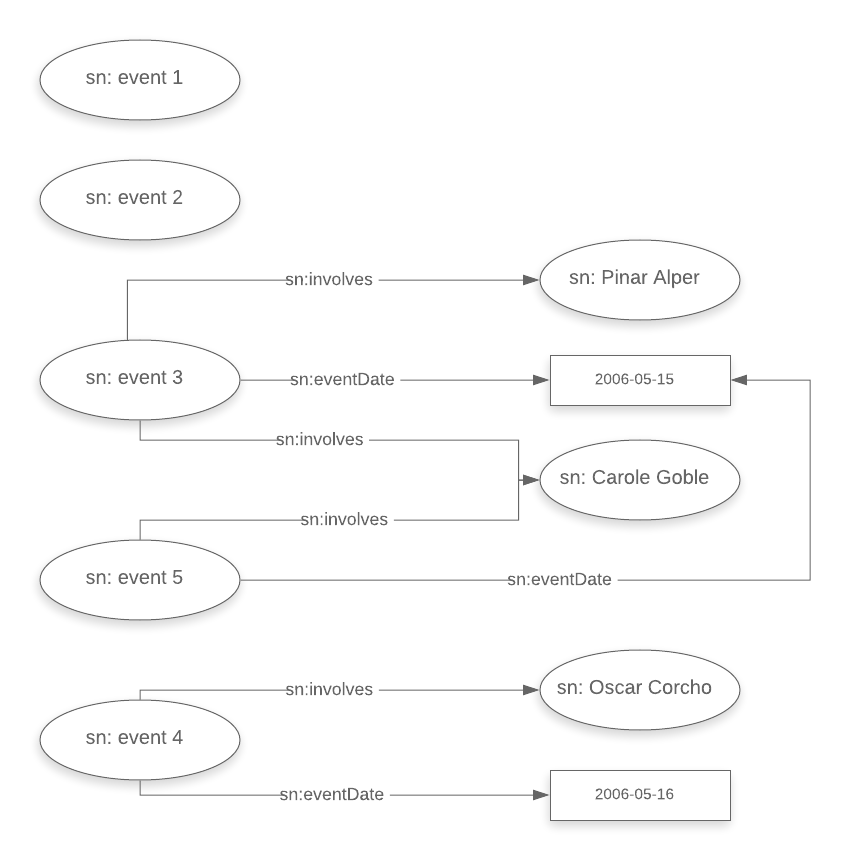 sn: event 1
sn: event 2
sn:involves
sn: Pinar Alper
sn: event 3
sn:eventDate
2006-05-15
sn:involves
sn: Carole Goble
sn:involves
sn: event 5
sn:eventDate
sn:involves
sn: Oscar Corcho
sn: event 4
sn:eventDate
2006-05-16